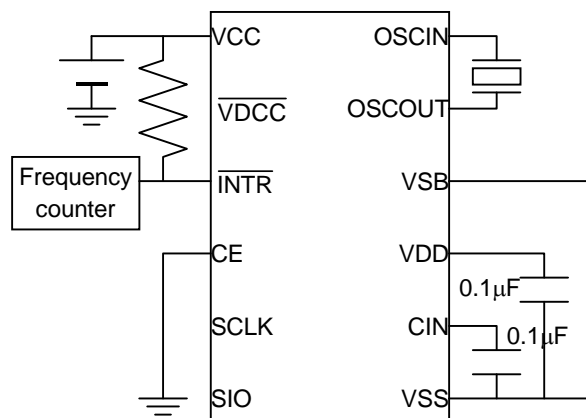 VCC OSCIN
VDCC OSCOUT
Frequency
counter
INTR VSB
CE VDD
0.1μF
SCLK CIN
0.1μF
SIO VSS